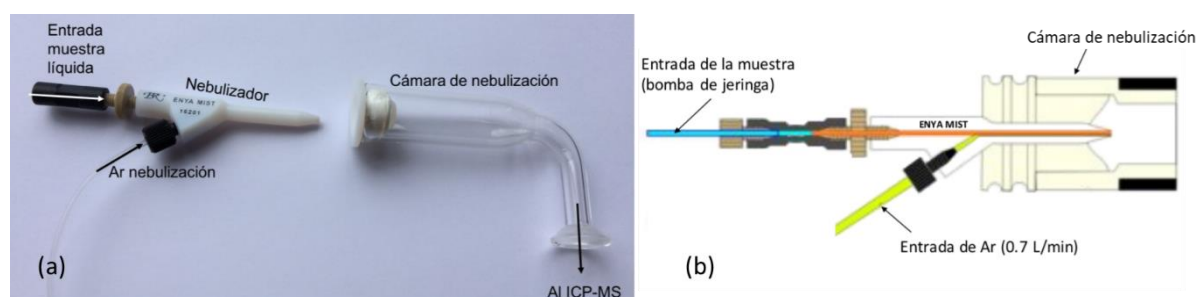 Entrada
muestra
líquida
Nebulizador
ENYA MIST
Ar nebulización
Cámara de nebulización
Al ICP-MS
(a)
Cámara de nebulización
Entrada de la muestra
(bomba de jeringa)
ENYA MIST
Entrada de Ar (0.7 L/min)
(b)